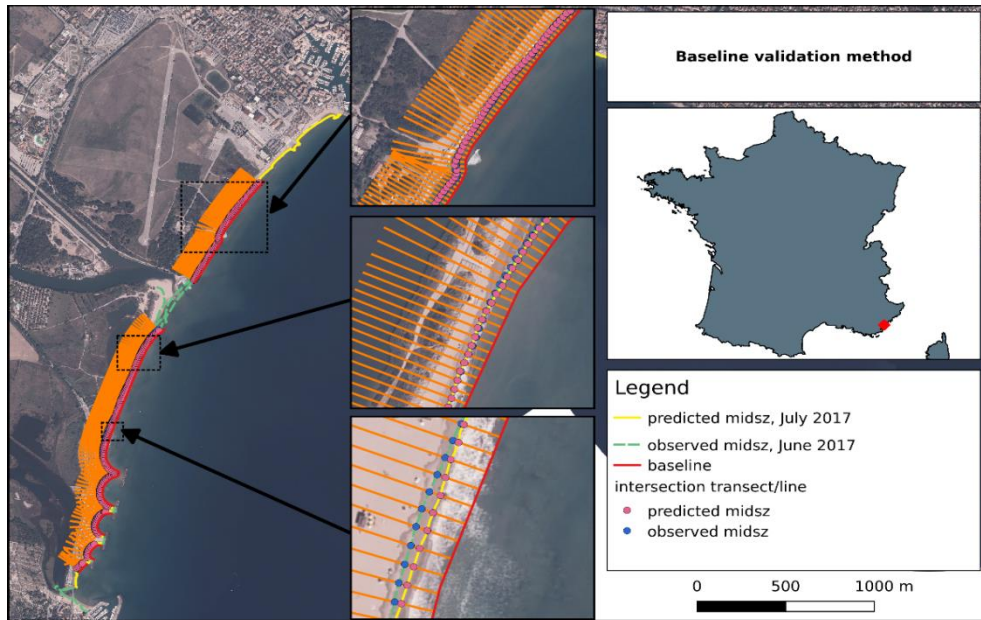 Baseline validation method
Legend
predicted midsz, July 2017
observed midsz, June 2017
baseline
intersection transect/line
predicted midsz
observed midsz
0 500 1000 m